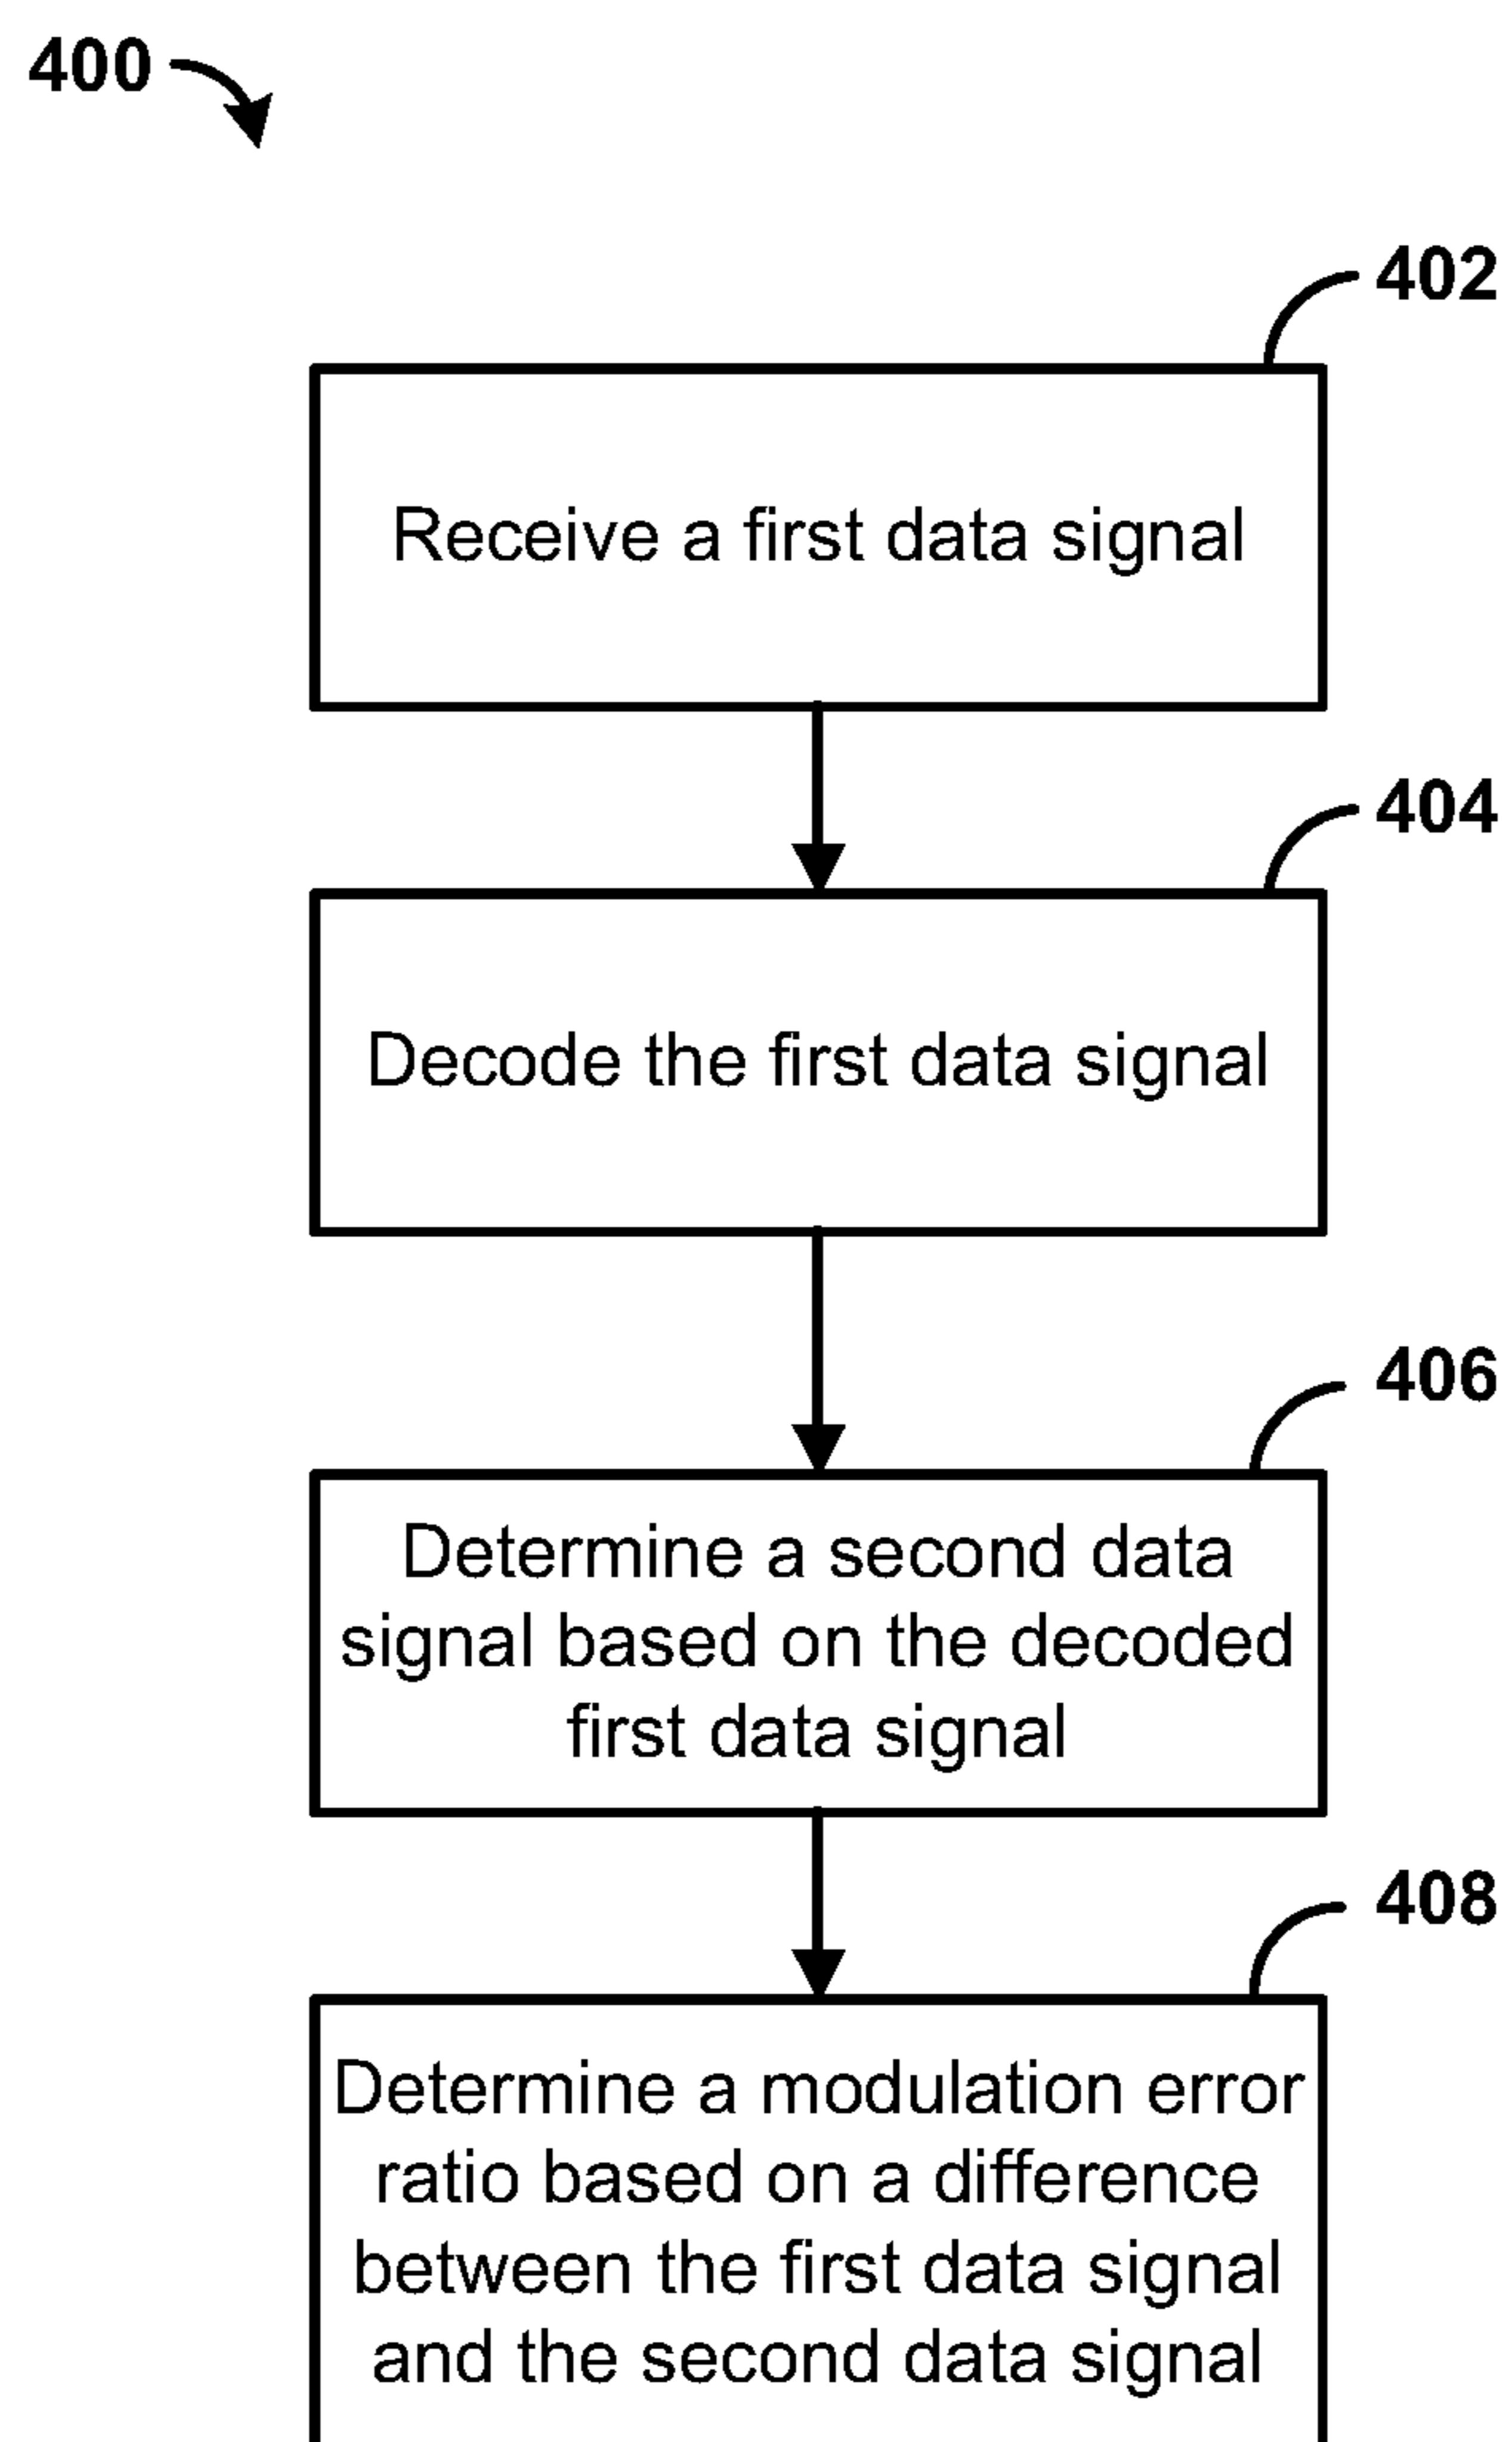 400
402
Receive a first data signal
404
Decode the first data signal
406
Determine a second data
signal based on the decoded
first data signal
408
Determine a modulation error
ratio based on a difference
between the first data signal
and the second data signal